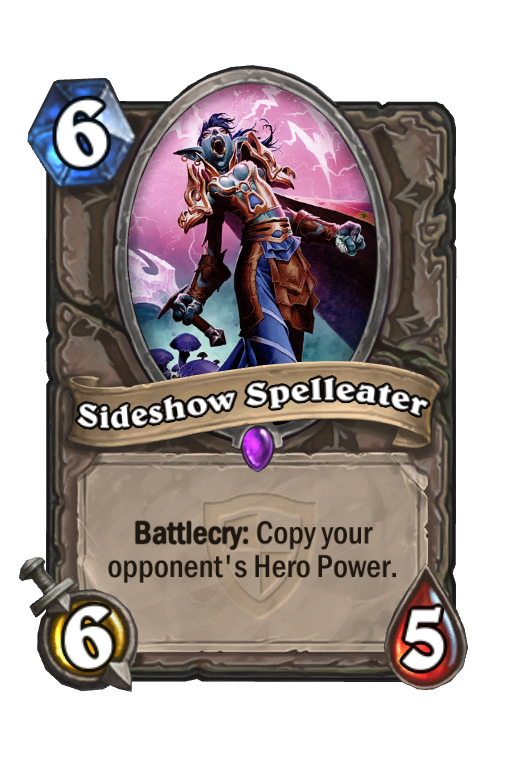 6
Sideshow Spelleater
Battlecry: Copy your
opponent's Hero Power.
6
5